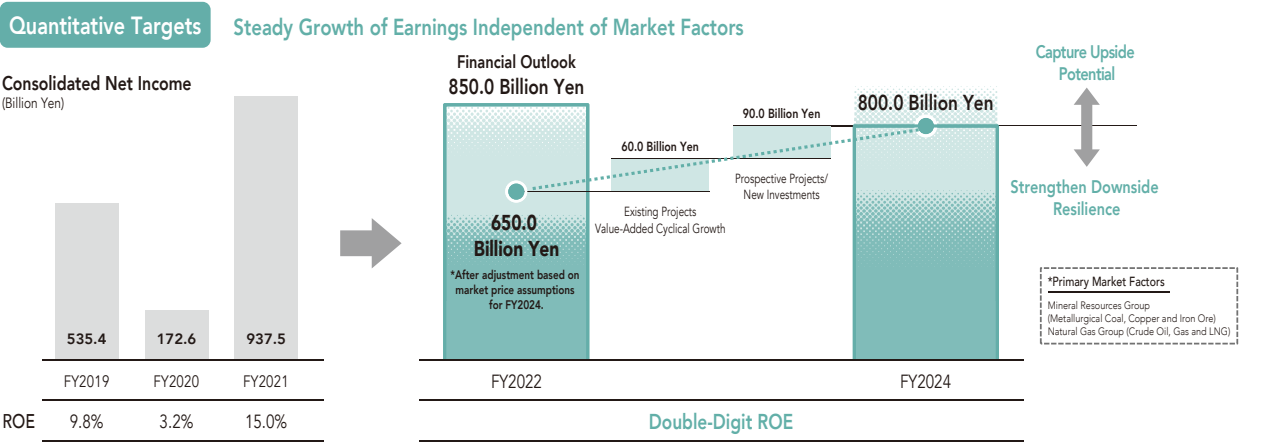 Quantitative Targets
Steady Growth of Earnings Independent of Market Factors
Consolidated Net Income
(Billion Yen)
535.4
172.6
937.5
FY2019
FY2020
FY2021
ROE
9.8%
3.2%
15.0%
Financial Outlook
850.0 Billion Yen
650.0
Billion Yen
*After adjustment based on
market price assumptions
for FY2024.
60.0 Billion Yen
Existing Projects
Value-Added Cyclical Growth
90.0 Billion Yen
Prospective Projects/
New Investments
800.0 Billion Yen
FY2022
FY2024
Double-Digit ROE
Capture Upside
Potential
Strengthen Downside
Resilience
*Primary Market Factors
Mineral Resources Group
(Metallurgical Coal, Copper and Iron Ore)
Natural Gas Group (Crude Oil, Gas and LNG)